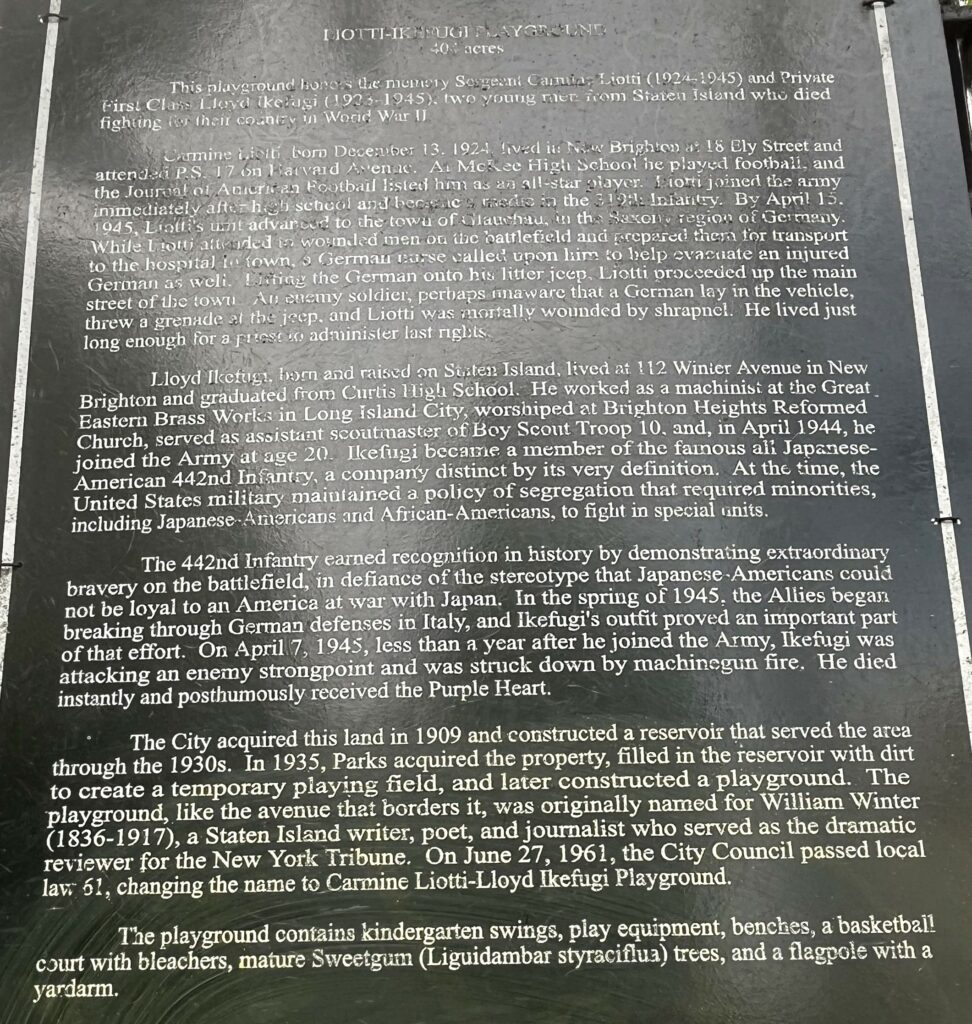 LIOTTI-IKEFUGI PLAYGROUND
acres
This playground honors the memory Sergeant Carmine Liotti (1924-1945) and Private
First Class Lloyd Ikefugi (1923-1945), two young men from Staten Island who died
fighting for their country in World War II.
Carmine Liotti, born December 13, 1924, lived in New Brighton at 18 Ely Street and
attended P.S. 17 on Harvard Avenue. At McKee High School he played football, and
the Journal of American Football listed him as an all-star player. Liotti joined the army
immediately after high school and became a medic in the 319th Infantry. By April 15,
1945, Liotti's unit advanced to the town of Glauchau, in the Saxony region of Germany.
While Liotti attended to wounded men on the battlefield and prepared them for transport
to the hospital in town, a German nurse called upon him to help evacuate an injured
German as well. Lifting the German onto his litter jeep, Liotti proceeded up the main
street of the town. An enemy soldier, perhaps unaware that a German lay in the vehicle,
threw a grenade at the jeep, and Liotti was mortally wounded by shrapnel. He lived just
long enough for a priest to administer last rights.
Lloyd Ikefugi, born and raised on Staten Island, lived at 112 Winter Avenue in New
Brighton and graduated from Curtis High School. He worked as a machinist at the Great
Eastern Brass Works in Long Island City, worshiped at Brighton Heights Reformed
Church, served as assistant scoutmaster of Boy Scout Troop 10, and, in April 1944, he
joined the Army at age 20. Ikefugi became a member of the famous all Japanese-
American 442nd Infantry, a company distinct by its very definition. At the time, the
United States military maintained a policy of segregation that required minorities,
including Japanese-Americans and African-Americans, to fight in special units.
The 442nd Infantry earned recognition in history by demonstrating extraordinary
bravery on the battlefield, in defiance of the stereotype that Japanese-Americans could
not be loyal to an America at war with Japan. In the spring of 1945, the Allies began
breaking through German defenses in Italy, and Ikefugi's outfit proved an important part
of that effort. On April 7, 1945, less than a year after he joined the Army, Ikefugi was
attacking an enemy strongpoint and was struck down by machinegun fire. He died
instantly and posthumously received the Purple Heart.
The City acquired this land in 1909 and constructed a reservoir that served the area
through the 1930s. In 1935, Parks acquired the property, filled in the reservoir with dirt
to create a temporary playing field, and later constructed a playground. The
playground, like the avenue that borders it, was originally named for William Winter
(1836-1917), a Staten Island writer, poet, and journalist who served as the dramatic
reviewer for the New York Tribune. On June 27, 1961, the City Council passed local
law 61, changing the name to Carmine Liotti-Lloyd Ikefugi Playground.
The playground contains kindergarten swings, play equipment, benches, a basketball
court with bleachers, mature Sweetgum (Liguidambar styraciflua) trees, and a flagpole with a
yardarm.